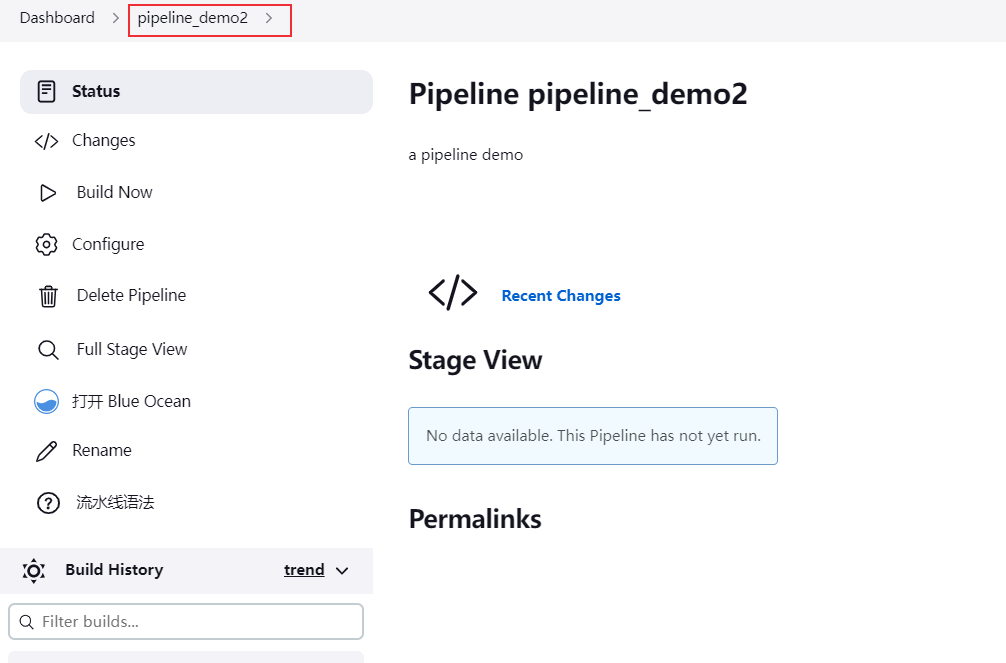 Dashboard > pipeline_demo2 >
Status
Changes
Build Now
Configure
Delete Pipeline
Full Stage View
打开 Blue Ocean
Rename
流水线语法
Build History trend
Filter builds...
Pipeline pipeline_demo2
a pipeline demo
Recent Changes
Stage View
No data available. This Pipeline has not yet run.
Permalinks